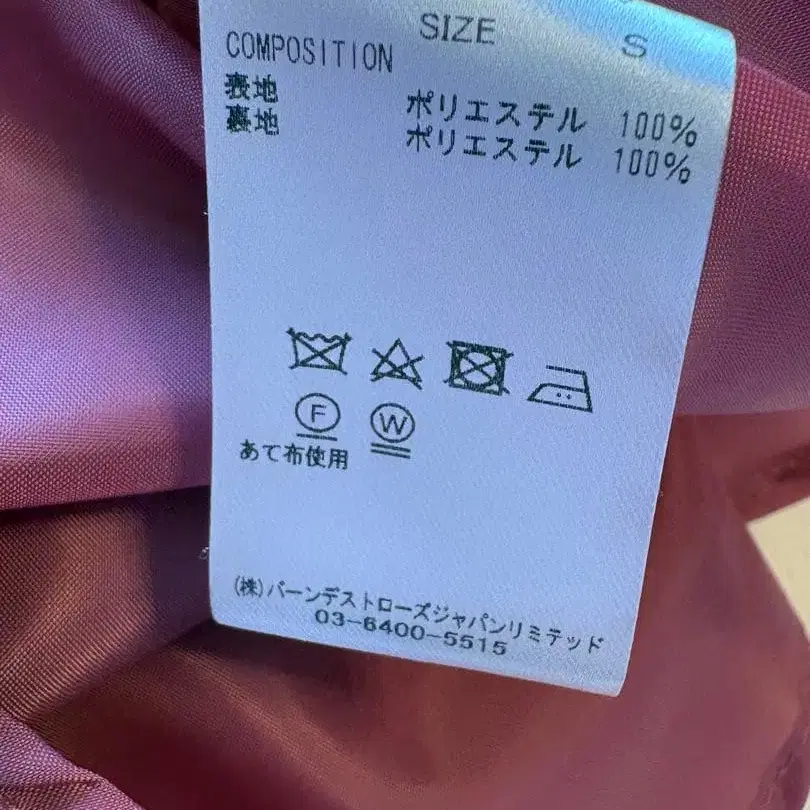 SIZE S
COMPOSITION
表地 ポリエステル 100%
裏地 ポリエステル 100%
F W
あて布使用
(株)バーンデストローズジャパンリミテッド
03-6400-5515